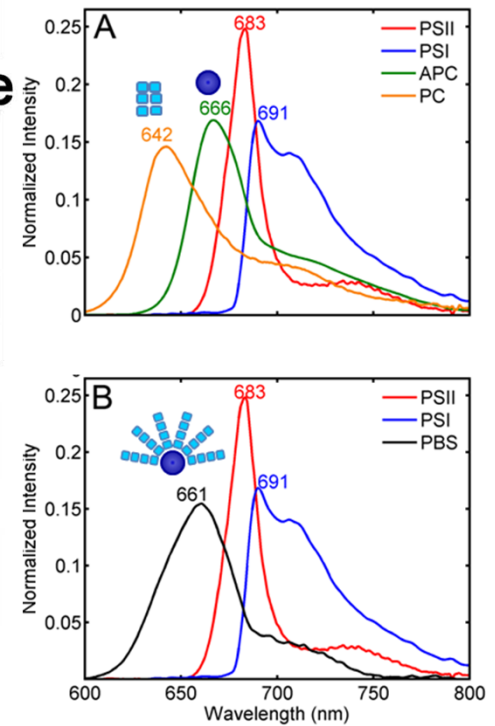 e
A
0.25
0.2
0.15
0.1
0.05
0
Normalized Intensity
683
666
691
642
PSII
PSI
APC
PC
B
0.25
0.2
0.15
0.1
0.05
Normalized Intensity
683
691
661
PSII
PSI
PBS
600 650 700 750 800
Wavelength (nm)